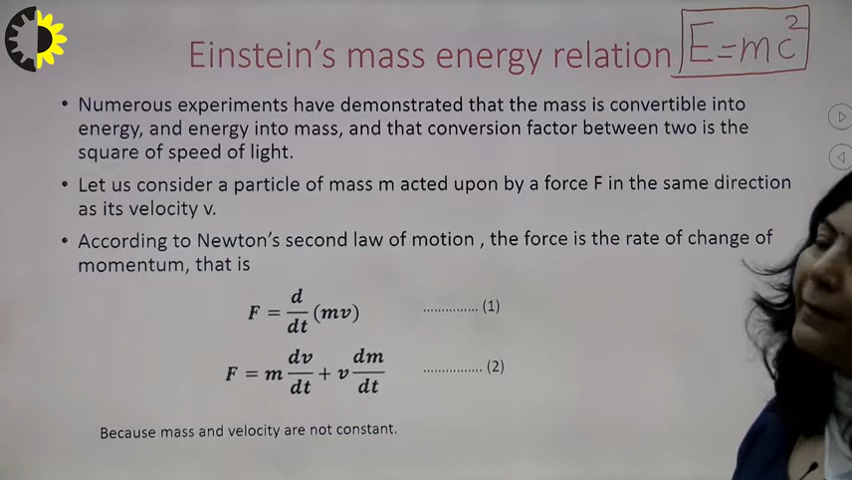 Einstein's mass energy relation E=mc²
• Numerous experiments have demonstrated that the mass is convertible into
energy, and energy into mass, and that conversion factor between two is the
square of speed of light.
• Let us consider a particle of mass m acted upon by a force F in the same direction
as its velocity v.
• According to Newton's second law of motion , the force is the rate of change of
momentum, that is
F = d/dt (mv) ............... (1)
F = m dv/dt + v dm/dt ................ (2)
Because mass and velocity are not constant.